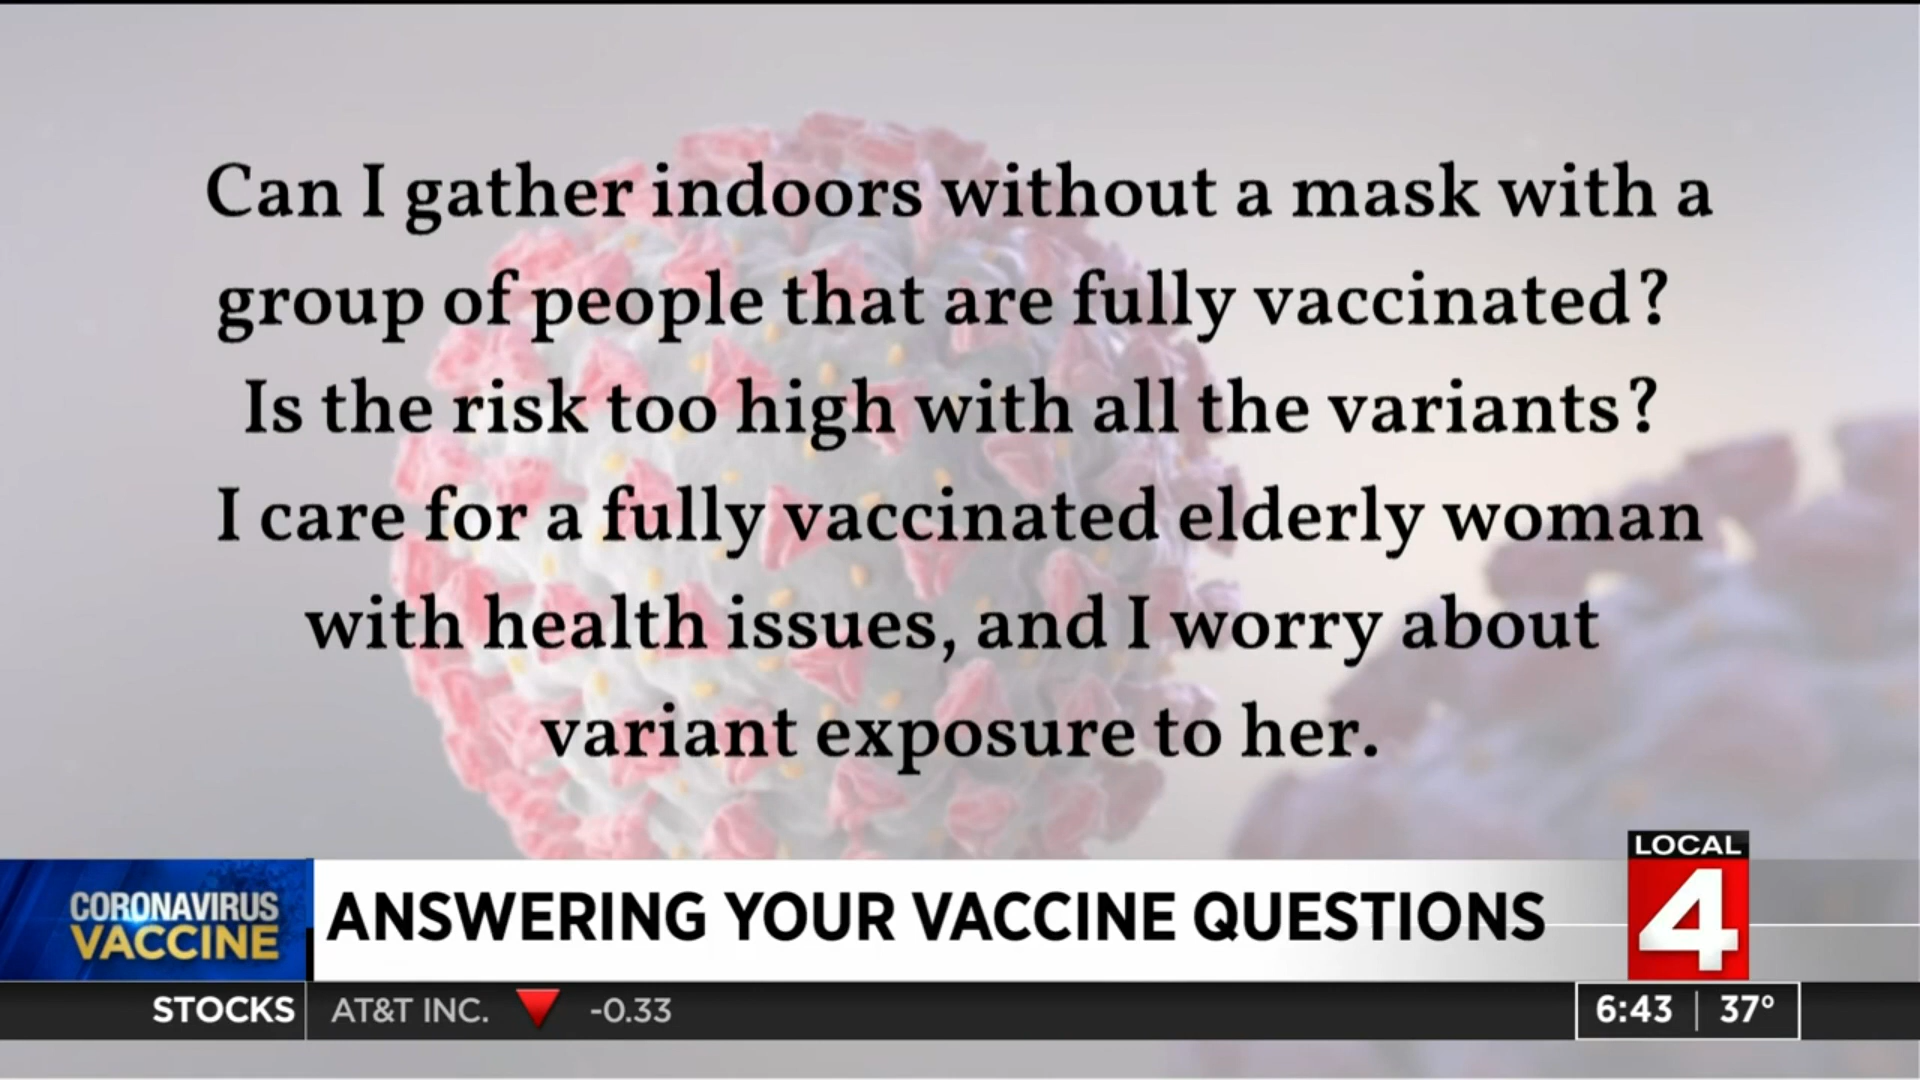 Can I gather indoors without a mask with a
group of people that are fully vaccinated?
Is the risk too high with all the variants?
I care for a fully vaccinated elderly woman
with health issues, and I worry about
variant exposure to her.
LOCAL
4
CORONAVIRUS
VACCINE
ANSWERING YOUR VACCINE QUESTIONS
STOCKS AT&T INC. -0.33
6:43 37°